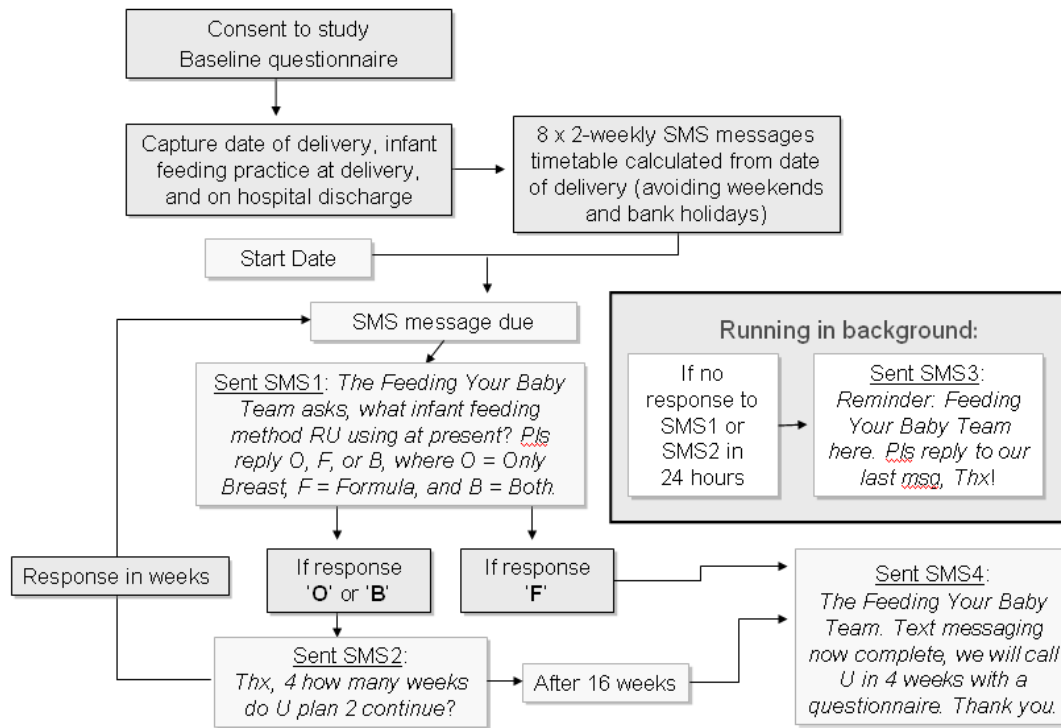 Consent to study
Baseline questionnaire
Capture date of delivery, infant
feeding practice at delivery,
and on hospital discharge
8 x 2-weekly SMS messages
timetable calculated from date
of delivery (avoiding weekends
and bank holidays)
Start Date
SMS message due
Sent SMS1: The Feeding Your Baby
Team asks, what infant feeding
method RU using at present? Pls
reply O, F, or B, where O = Only
Breast, F = Formula, and B = Both.
Running in background:
If no
response to
SMS1 or
SMS2 in
24 hours
Sent SMS3:
Reminder: Feeding
Your Baby Team
here. Pls reply to our
last msg, Thx!
Response in weeks
If response
'O' or 'B'
If response
'F'
Sent SMS2:
Thx, 4 how many weeks
do U plan 2 continue?
After 16 weeks
Sent SMS4:
The Feeding Your Baby
Team. Text messaging
now complete, we will call
U in 4 weeks with a
questionnaire. Thank you.